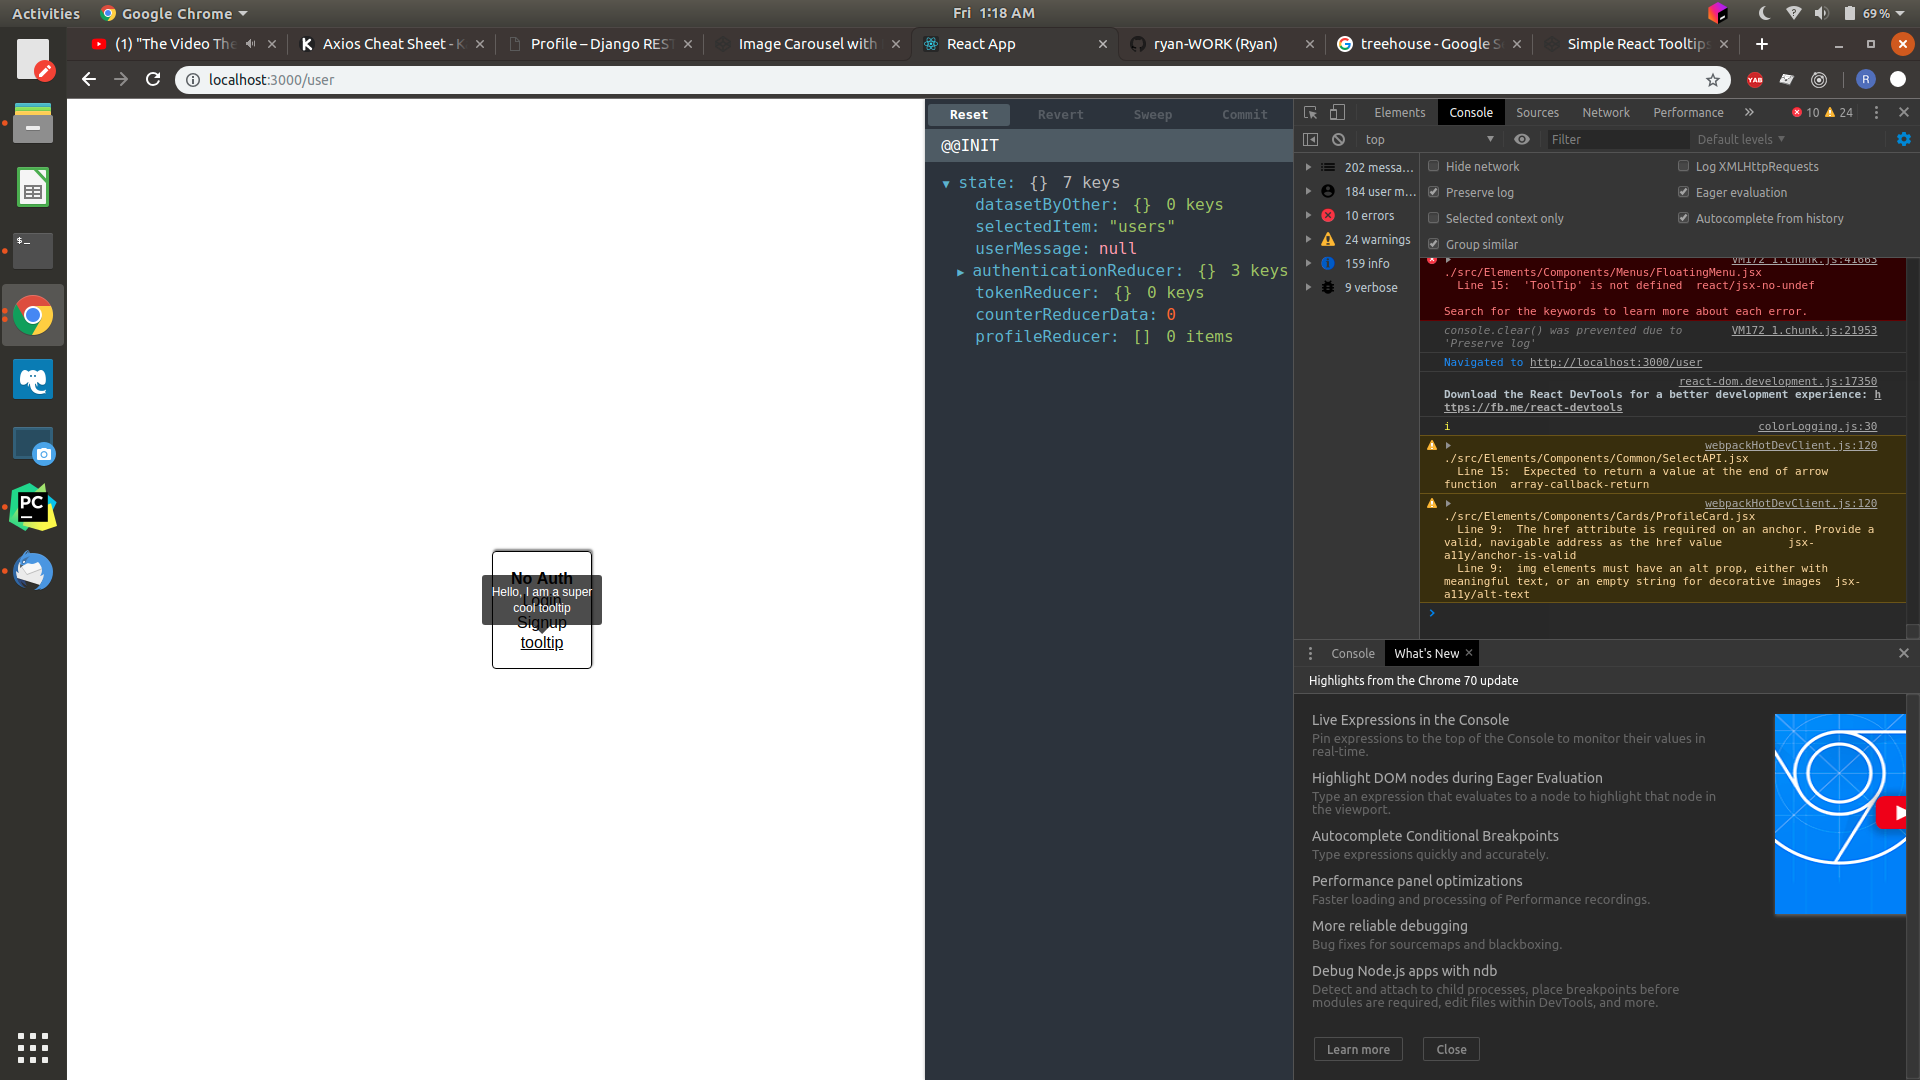 Activities
Google Chrome
Fri 1:18 AM
69 %
(1) "The Video The
Axios Cheat Sheet - K
Profile – Django REST
Image Carousel with
React App
ryan-WORK (Ryan)
treehouse - Google S
Simple React Tooltips
localhost:3000/user
YAB
R
No Auth
Login
Hello, I am a super
cool tooltip
Signup
tooltip
Reset
Revert
Sweep
Commit
@@INIT
state: {} 7 keys
datasetByOther: {} 0 keys
selectedItem: "users"
userMessage: null
authenticationReducer: {} 3 keys
tokenReducer: {} 0 keys
counterReducerData: 0
profileReducer: [] 0 items
Elements
Console
Sources
Network
Performance
»
10
24
top
Filter
Default levels
202 messa...
184 user m...
10 errors
24 warnings
159 info
9 verbose
Hide network
Log XMLHttpRequests
Preserve log
Eager evaluation
Selected context only
Autocomplete from history
Group similar
VM172 1.chunk.js:41663
./src/Elements/Components/Menus/FloatingMenu.jsx
Line 15: 'ToolTip' is not defined react/jsx-no-undef
Search for the keywords to learn more about each error.
console.clear() was prevented due to VM172 1.chunk.js:21953
'Preserve log'
Navigated to http://localhost:3000/user
react-dom.development.js:17350
Download the React DevTools for a better development experience: h
ttps://fb.me/react-devtools
i colorLogging.js:30
webpackHotDevClient.js:120
./src/Elements/Components/Common/SelectAPI.jsx
Line 15: Expected to return a value at the end of arrow
function array-callback-return
webpackHotDevClient.js:120
./src/Elements/Components/Cards/ProfileCard.jsx
Line 9: The href attribute is required on an anchor. Provide a
valid, navigable address as the href value jsx-
a11y/anchor-is-valid
Line 9: img elements must have an alt prop, either with
meaningful text, or an empty string for decorative images jsx-
a11y/alt-text
Console
What's New
Highlights from the Chrome 70 update
Live Expressions in the Console
Pin expressions to the top of the Console to monitor their values in
real-time.
Highlight DOM nodes during Eager Evaluation
Type an expression that evaluates to a node to highlight that node in
the viewport.
Autocomplete Conditional Breakpoints
Type expressions quickly and accurately.
Performance panel optimizations
Faster loading and processing of Performance recordings.
More reliable debugging
Bug fixes for sourcemaps and blackboxing.
Debug Node.js apps with ndb
Detect and attach to child processes, place breakpoints before
modules are required, edit files within DevTools, and more.
Learn more
Close
PC